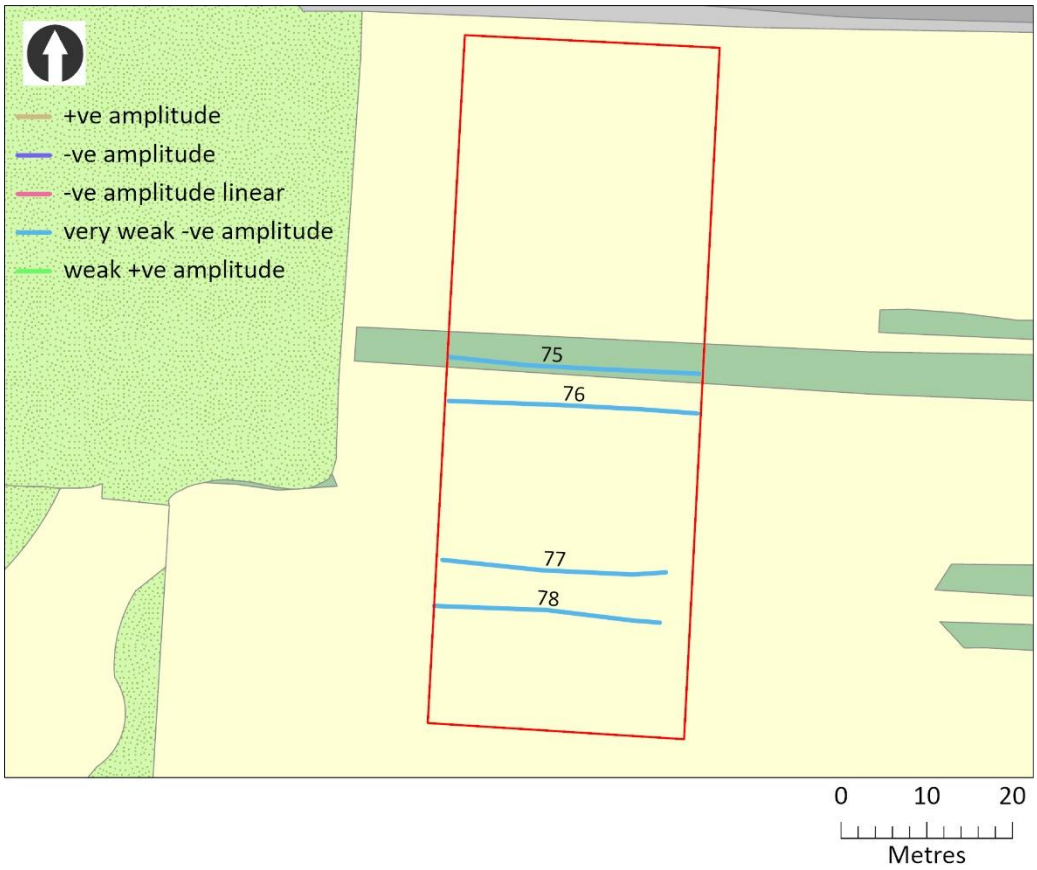 +ve amplitude
-ve amplitude
-ve amplitude linear
very weak -ve amplitude
weak +ve amplitude
75
76
77
78
0 10 20
Metres